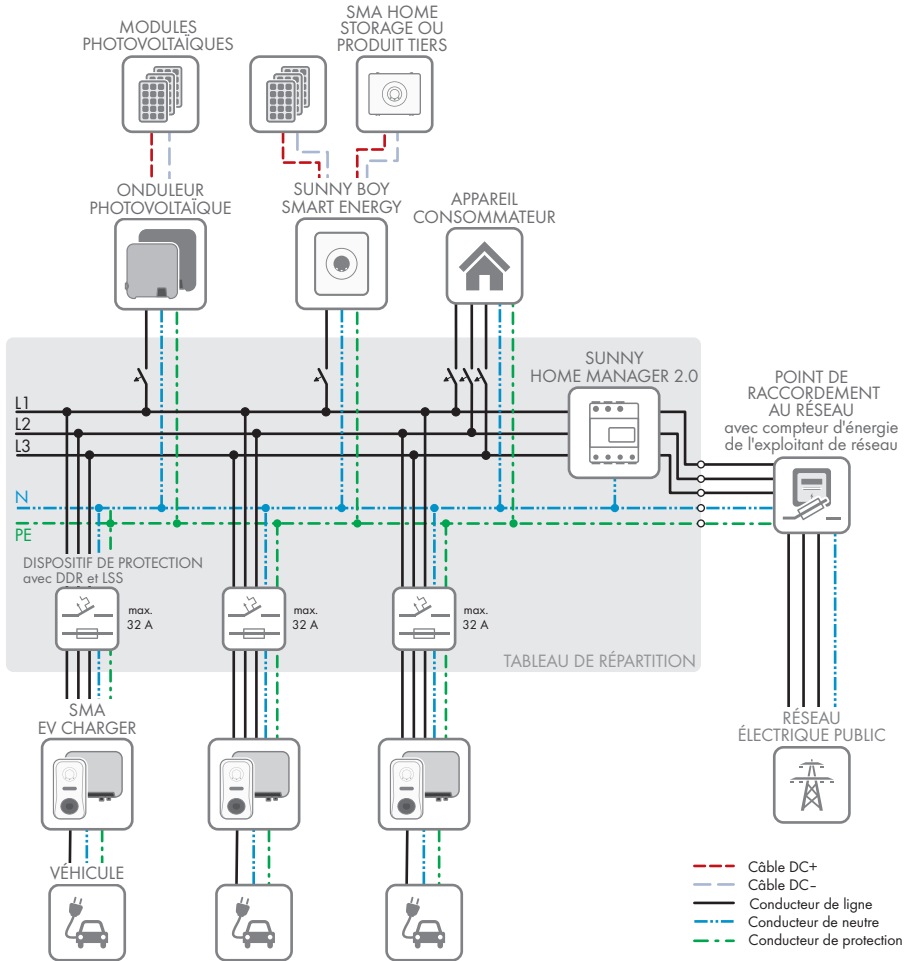 MODULES
PHOTOVOLTAÏQUES
SMA HOME
STORAGE OU
PRODUIT TIERS
ONDULEUR
PHOTOVOLTAÏQUE
SUNNY BOY
SMART ENERGY
APPAREIL
CONSOMMATEUR
SUNNY
HOME MANAGER 2.0
POINT DE
RACCORDEMENT
AU RÉSEAU
avec compteur d'énergie
de l'exploitant de réseau
L1
L2
L3
N
PE
DISPOSITIF DE PROTECTION
avec DDR et LSS
max.
32 A
max.
32 A
max.
32 A
TABLEAU DE RÉPARTITION
SMA
EV CHARGER
RÉSEAU
ÉLECTRIQUE PUBLIC
VÉHICULE
Câble DC+
Câble DC–
Conducteur de ligne
Conducteur de neutre
Conducteur de protection